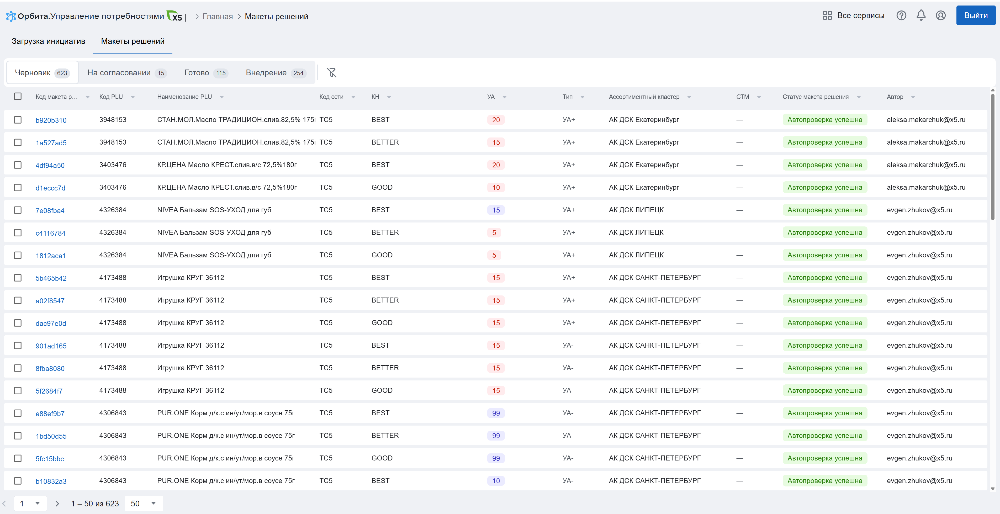 Орбита.Управление потребностями X5 | > Главная > Макеты решений Все сервисы Выйти
Загрузка инициатив Макеты решений
Черновик 623 На согласовании 15 Готово 115 Внедрение 254
Код макета р... Код PLU Наименование PLU Код сети КН УА Тип Ассортиментный кластер СТМ Статус макета решения Автор
b920b310 3948153 СТАН.МОЛ.Масло ТРАДИЦИОН.слив.82,5% 175г TC5 BEST 20 УА+ АК ДСК Екатеринбург — Автопроверка успешна aleksa.makarchuk@x5.ru
1a527ad5 3948153 СТАН.МОЛ.Масло ТРАДИЦИОН.слив.82,5% 175г TC5 BETTER 15 УА+ АК ДСК Екатеринбург — Автопроверка успешна aleksa.makarchuk@x5.ru
4df94a50 3403476 КР.ЦЕНА Масло КРЕСТ.слив.в/с 72,5%180г TC5 BEST 20 УА+ АК ДСК Екатеринбург — Автопроверка успешна aleksa.makarchuk@x5.ru
d1eccc7d 3403476 КР.ЦЕНА Масло КРЕСТ.слив.в/с 72,5%180г TC5 GOOD 10 УА+ АК ДСК Екатеринбург — Автопроверка успешна aleksa.makarchuk@x5.ru
7e08fba4 4326384 NIVEA Бальзам SOS-УХОД для губ TC5 BEST 15 УА+ АК ДСК ЛИПЕЦК — Автопроверка успешна evgen.zhukov@x5.ru
c4116784 4326384 NIVEA Бальзам SOS-УХОД для губ TC5 BETTER 5 УА+ АК ДСК ЛИПЕЦК — Автопроверка успешна evgen.zhukov@x5.ru
1812aca1 4326384 NIVEA Бальзам SOS-УХОД для губ TC5 GOOD 5 УА+ АК ДСК ЛИПЕЦК — Автопроверка успешна evgen.zhukov@x5.ru
5b465b42 4173488 Игрушка КРУГ 36112 TC5 BEST 15 УА+ АК ДСК САНКТ-ПЕТЕРБУРГ — Автопроверка успешна evgen.zhukov@x5.ru
a02f8547 4173488 Игрушка КРУГ 36112 TC5 BETTER 15 УА+ АК ДСК САНКТ-ПЕТЕРБУРГ — Автопроверка успешна evgen.zhukov@x5.ru
dac97e0d 4173488 Игрушка КРУГ 36112 TC5 GOOD 15 УА+ АК ДСК САНКТ-ПЕТЕРБУРГ — Автопроверка успешна evgen.zhukov@x5.ru
901ad165 4173488 Игрушка КРУГ 36112 TC5 BEST 15 УА- АК ДСК САНКТ-ПЕТЕРБУРГ — Автопроверка успешна evgen.zhukov@x5.ru
8fba8080 4173488 Игрушка КРУГ 36112 TC5 BETTER 15 УА- АК ДСК САНКТ-ПЕТЕРБУРГ — Автопроверка успешна evgen.zhukov@x5.ru
5f2684f7 4173488 Игрушка КРУГ 36112 TC5 GOOD 15 УА- АК ДСК САНКТ-ПЕТЕРБУРГ — Автопроверка успешна evgen.zhukov@x5.ru
e88ef9b7 4306843 PUR.ONE Корм д/к.с ин/ут/мор.в соусе 75г TC5 BEST 99 УА- АК ДСК САНКТ-ПЕТЕРБУРГ — Автопроверка успешна evgen.zhukov@x5.ru
1bd50d55 4306843 PUR.ONE Корм д/к.с ин/ут/мор.в соусе 75г TC5 BETTER 99 УА- АК ДСК САНКТ-ПЕТЕРБУРГ — Автопроверка успешна evgen.zhukov@x5.ru
5fc15bbc 4306843 PUR.ONE Корм д/к.с ин/ут/мор.в соусе 75г TC5 GOOD 99 УА- АК ДСК САНКТ-ПЕТЕРБУРГ — Автопроверка успешна evgen.zhukov@x5.ru
b10832a3 4306843 PUR.ONE Корм д/к.с ин/ут/мор.в соусе 75г TC5 BEST 10 УА- АК ДСК САНКТ-ПЕТЕРБУРГ — Автопроверка успешна evgen.zhukov@x5.ru
1 1 – 50 из 623 50